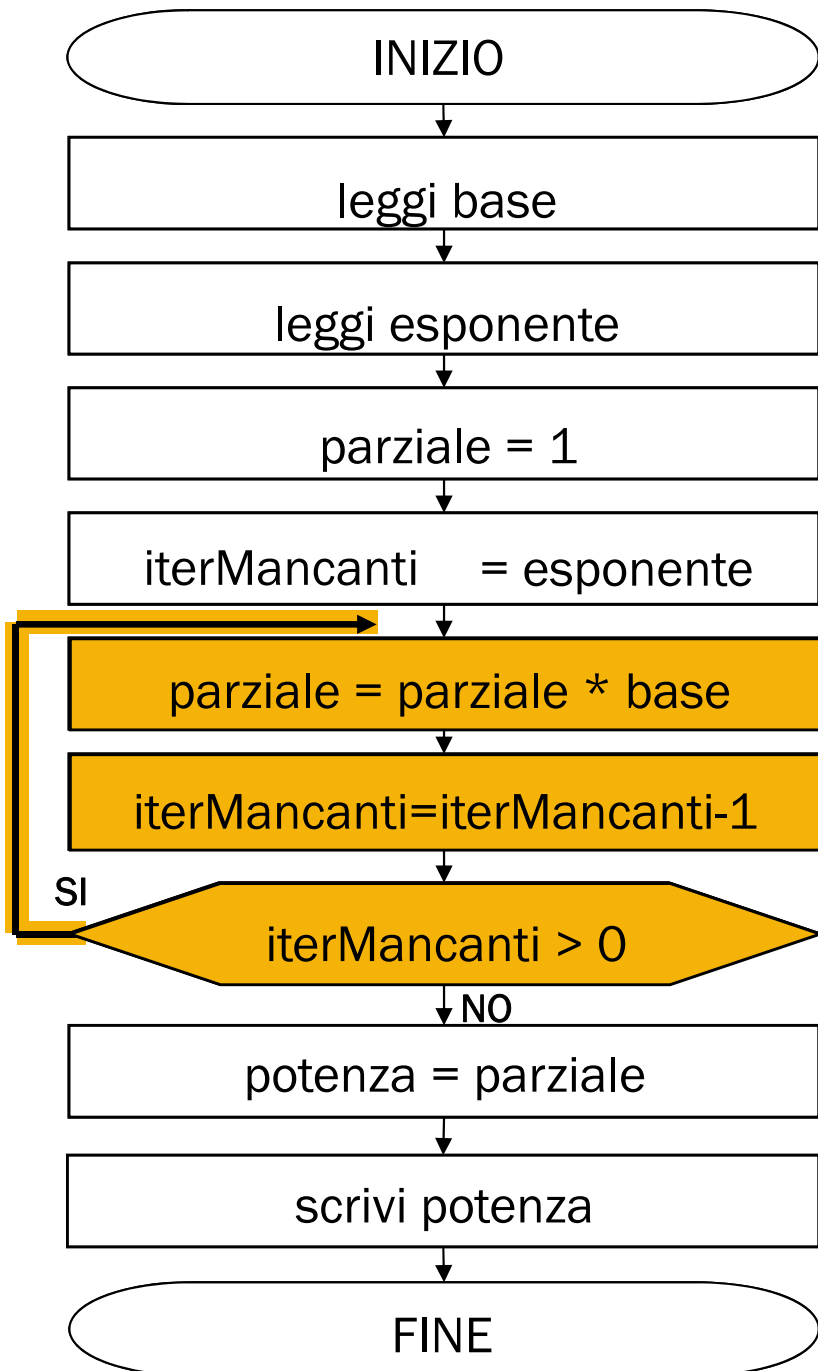 INIZIO
leggi base
leggi esponente
parziale = 1
iterMancanti = esponente
parziale = parziale * base
iterMancanti=iterMancanti-1
SI
iterMancanti > 0
NO
potenza = parziale
scrivi potenza
FINE